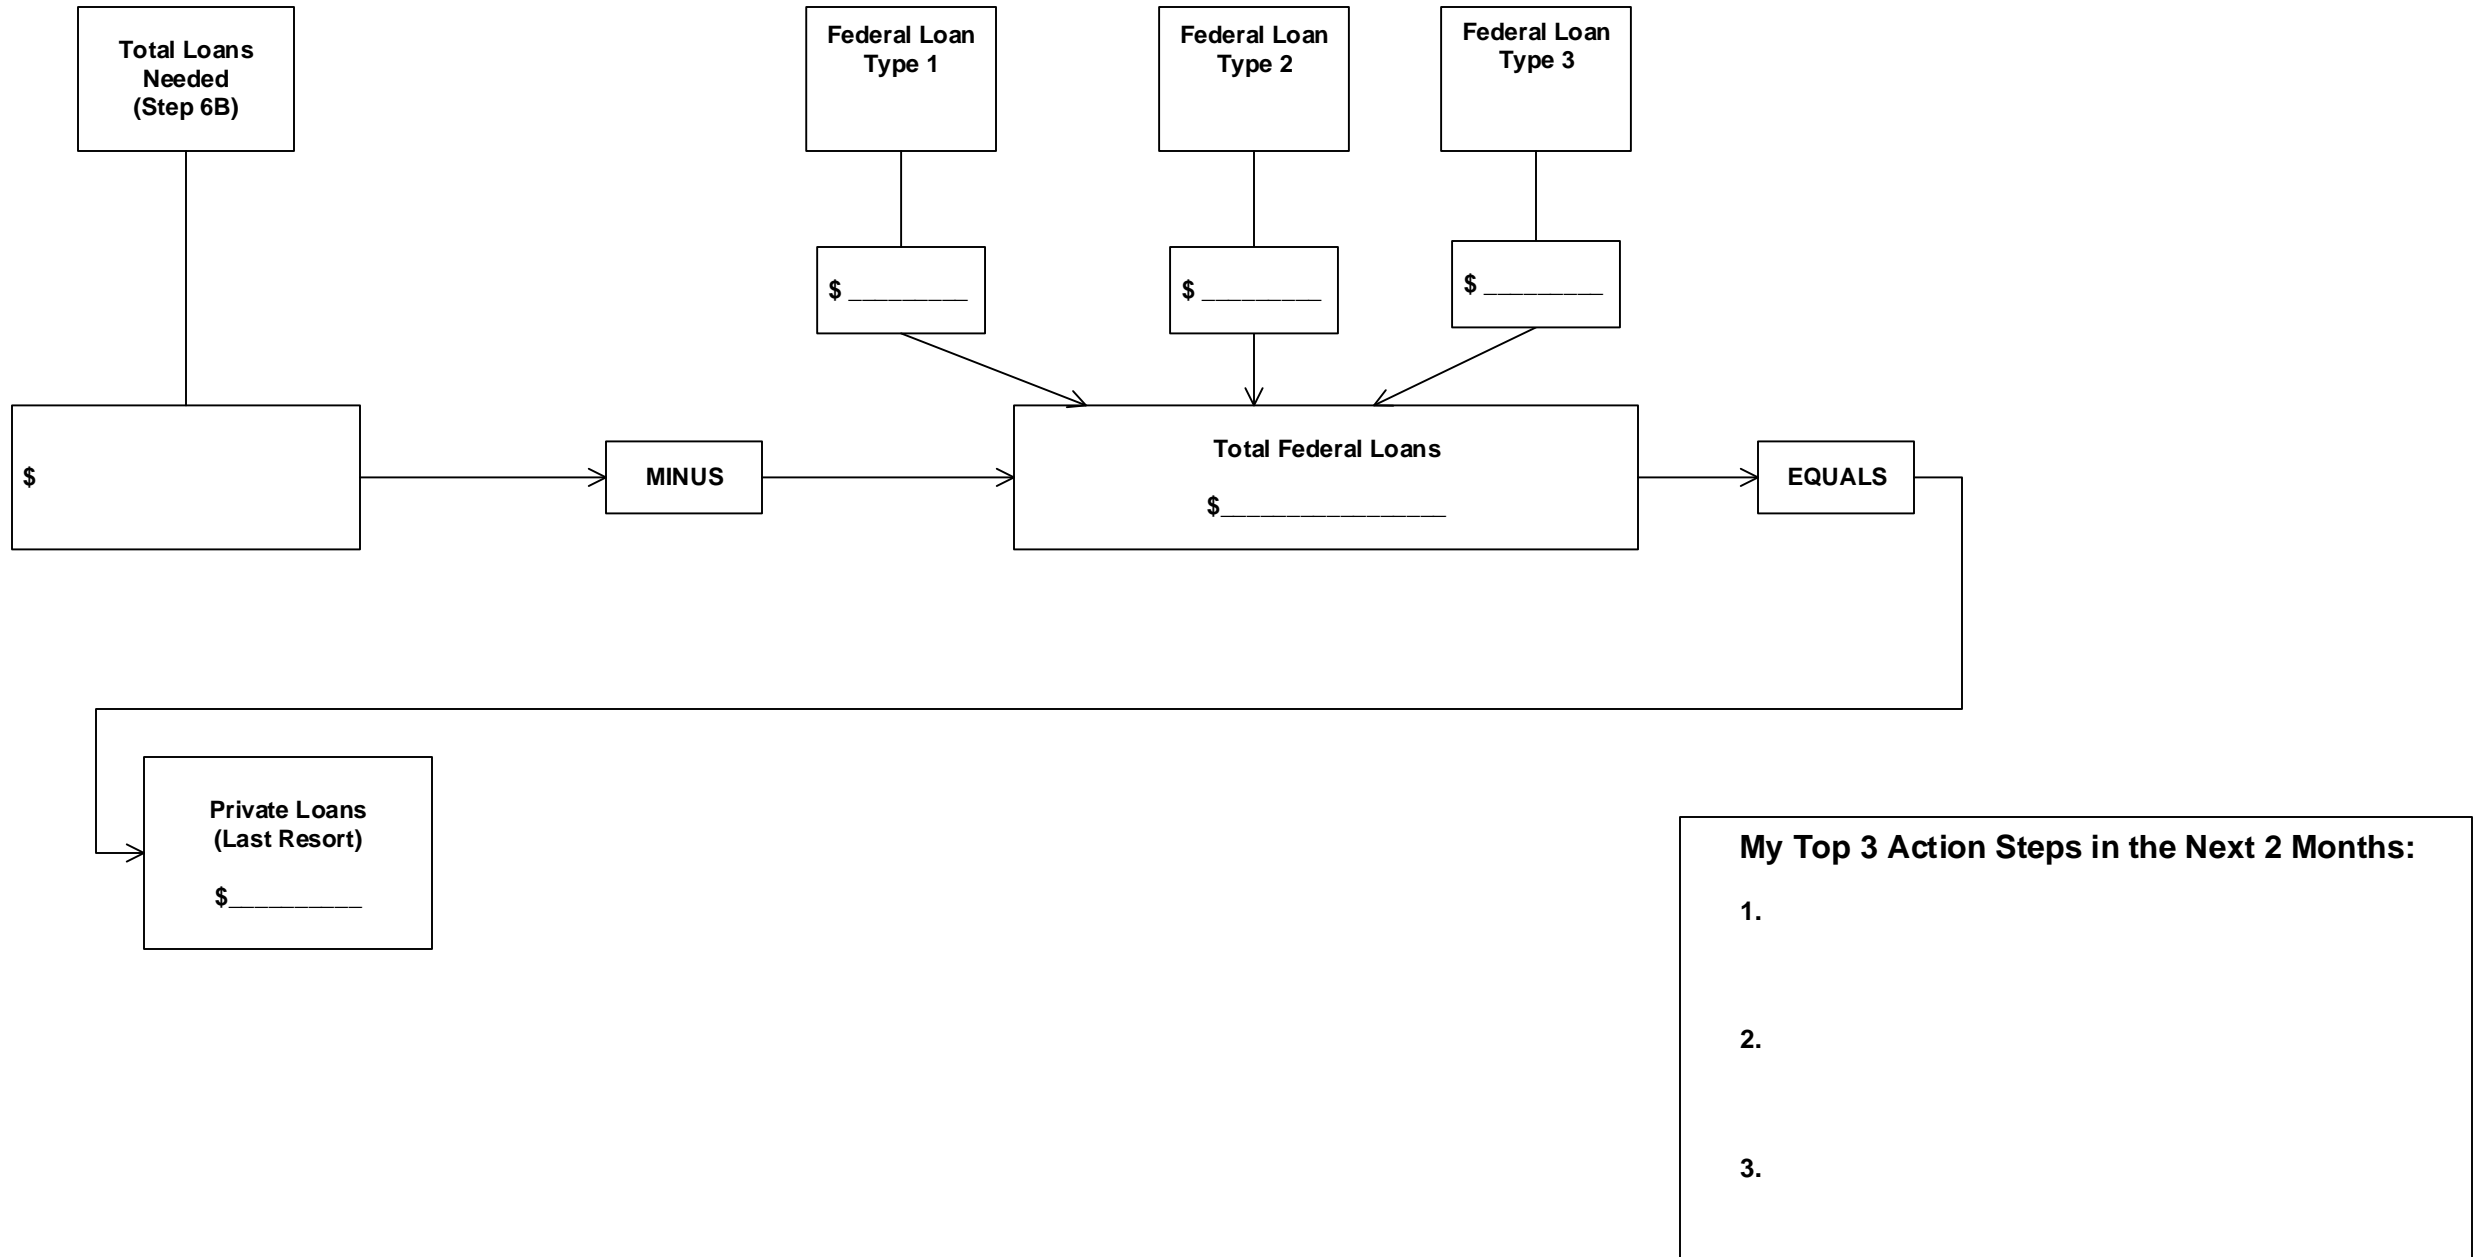 Total Loans
Needed
(Step 6B)
Federal Loan
Type 1
Federal Loan
Type 2
Federal Loan
Type 3
$ _________
$ _________
$ _________
$
MINUS
Total Federal Loans
$_________________
EQUALS
Private Loans
(Last Resort)
$__________
My Top 3 Action Steps in the Next 2 Months:
1.
2.
3.